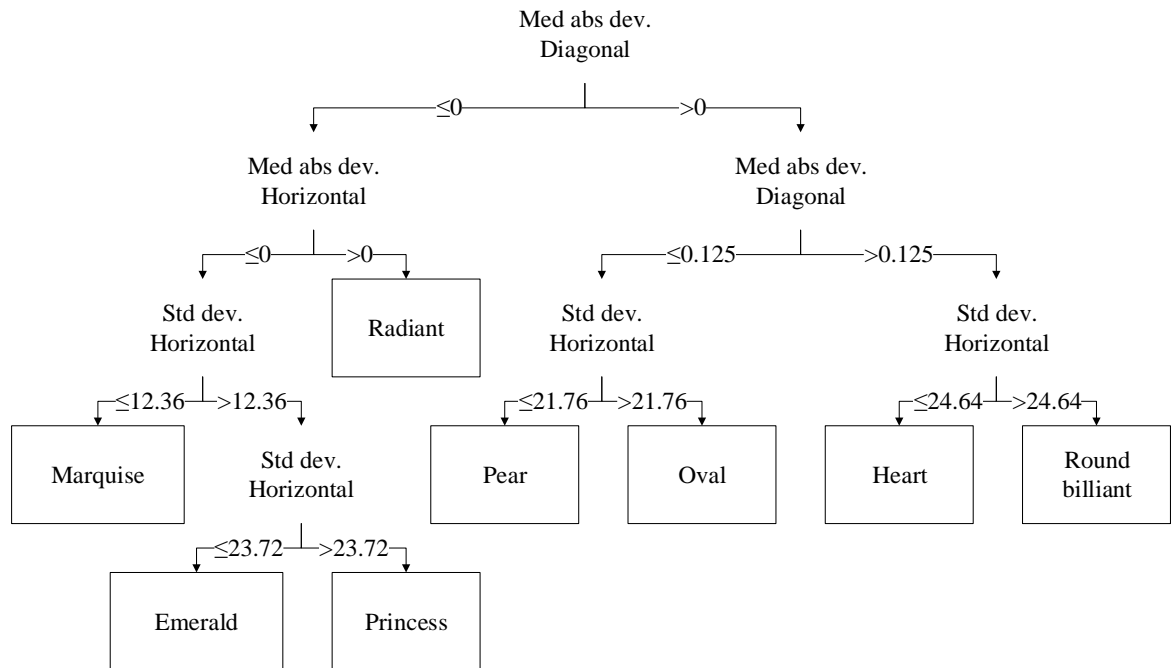 Med abs dev.
Diagonal
≤0
>0
Med abs dev.
Horizontal
Med abs dev.
Diagonal
≤0
>0
≤0.125
>0.125
Std dev.
Horizontal
Radiant
Std dev.
Horizontal
Std dev.
Horizontal
≤12.36
>12.36
≤21.76
>21.76
≤24.64
>24.64
Marquise
Std dev.
Horizontal
Pear
Oval
Heart
Round
billiant
≤23.72
>23.72
Emerald
Princess